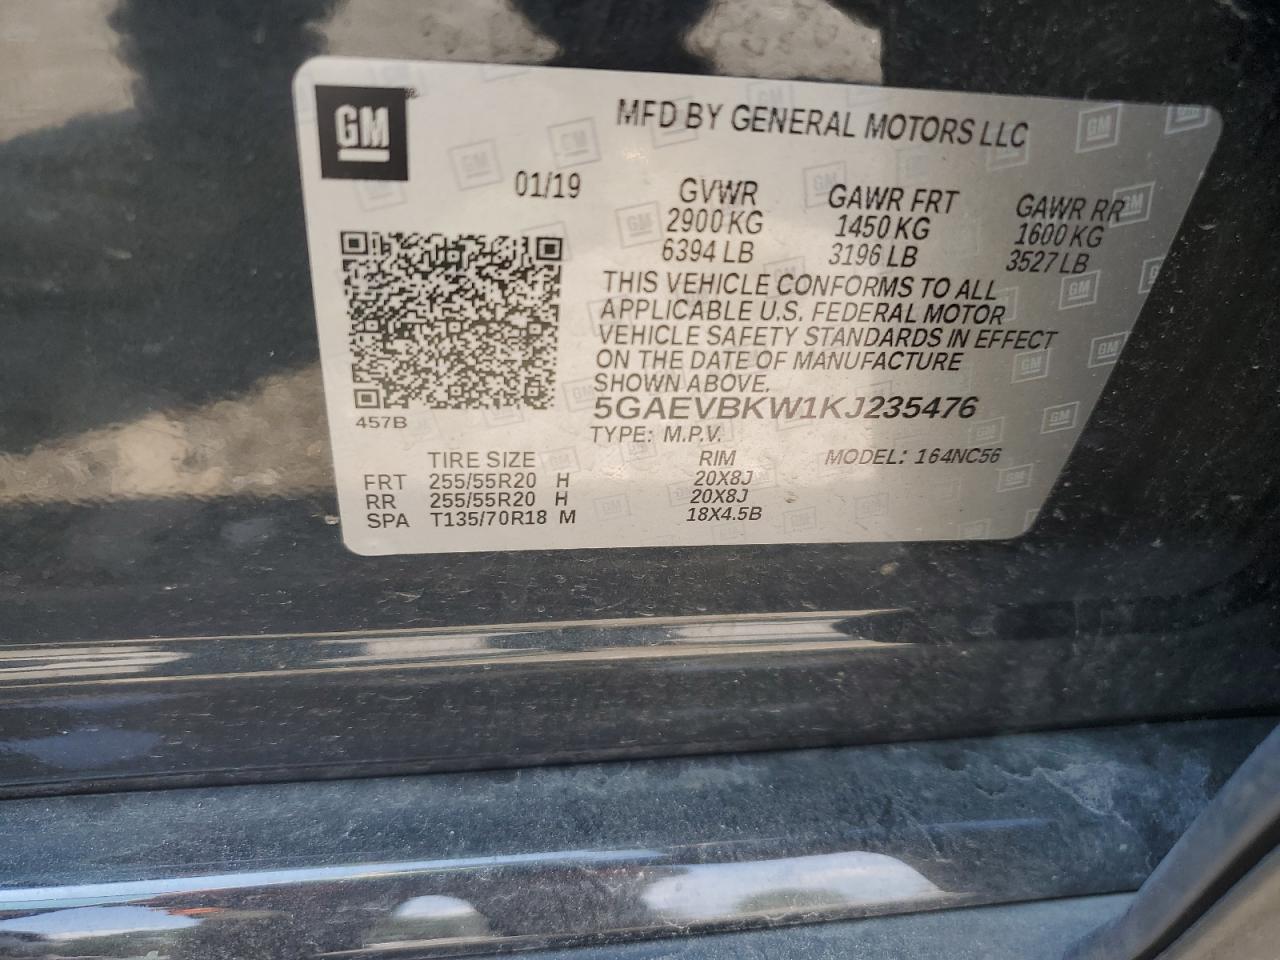 GM
MFD BY GENERAL MOTORS LLC
01/19
GVWR GAWR FRT GAWR RR
2900 KG 1450 KG 1600 KG
6394 LB 3196 LB 3527 LB
THIS VEHICLE CONFORMS TO ALL
APPLICABLE U.S. FEDERAL MOTOR
VEHICLE SAFETY STANDARDS IN EFFECT
ON THE DATE OF MANUFACTURE
SHOWN ABOVE.
5GAEVBKW1KJ235476
457B
TYPE: M.P.V.
MODEL: 164NC56
TIRE SIZE RIM
FRT 255/55R20 H 20X8J
RR 255/55R20 H 20X8J
SPA T135/70R18 M 18X4.5B